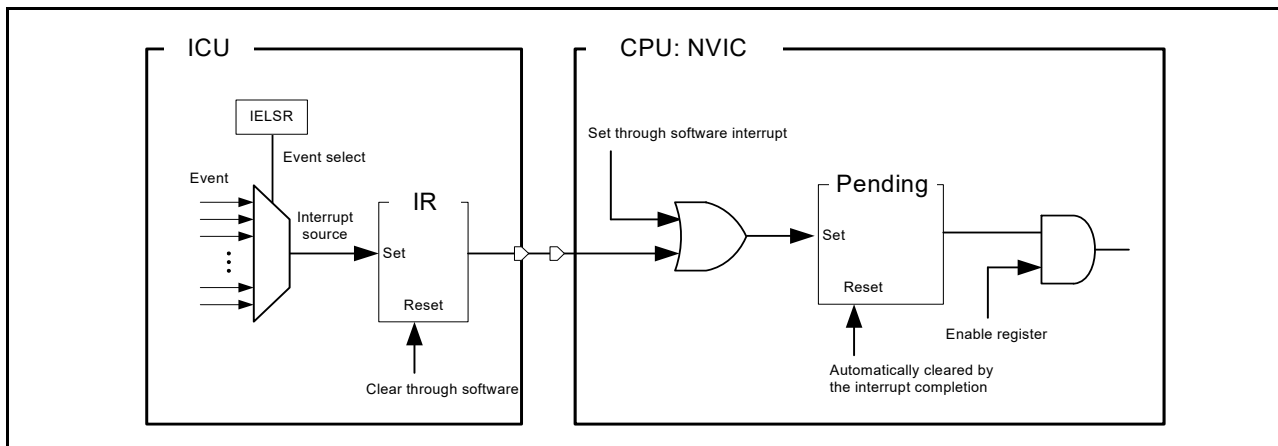 ICU
IELSR
Event select
Event
Interrupt
source
IR
Set
Reset
Clear through software
CPU: NVIC
Set through software interrupt
Pending
Set
Reset
Enable register
Automatically cleared by
the interrupt completion